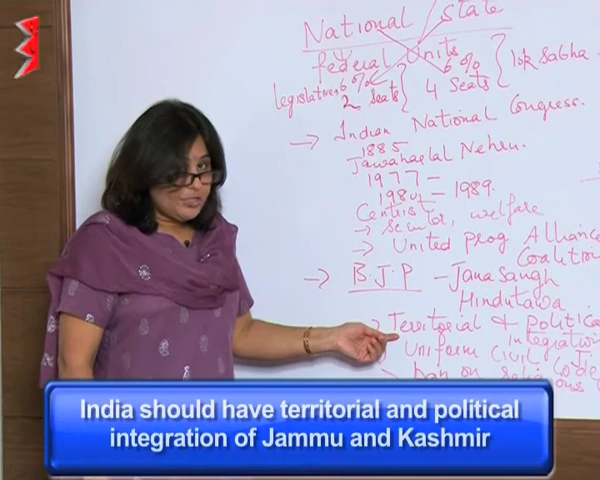 National State
federal Units
6%
6%
legislatures
2 Seats
4 Seats
lok Sabha
→ Indian National Congress.
1885
Jawaharlal Nehru.
1977 –
1980 – 1989.
Centrist
→ Secular, welfare
→ United Prog Alliance
Coalition
→ B.J.P – Jana Sangh
Hindutava
Territorial & Political
integration
Uniform Civil Code
ban on religious
India should have territorial and political
integration of Jammu and Kashmir